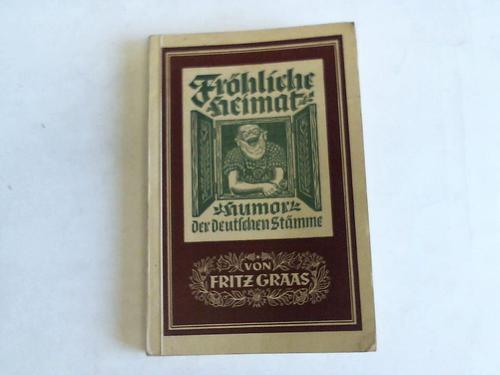 Fröhliche
Heimat
Humor
der deutschen Stämme
VON
FRITZ GRAAS